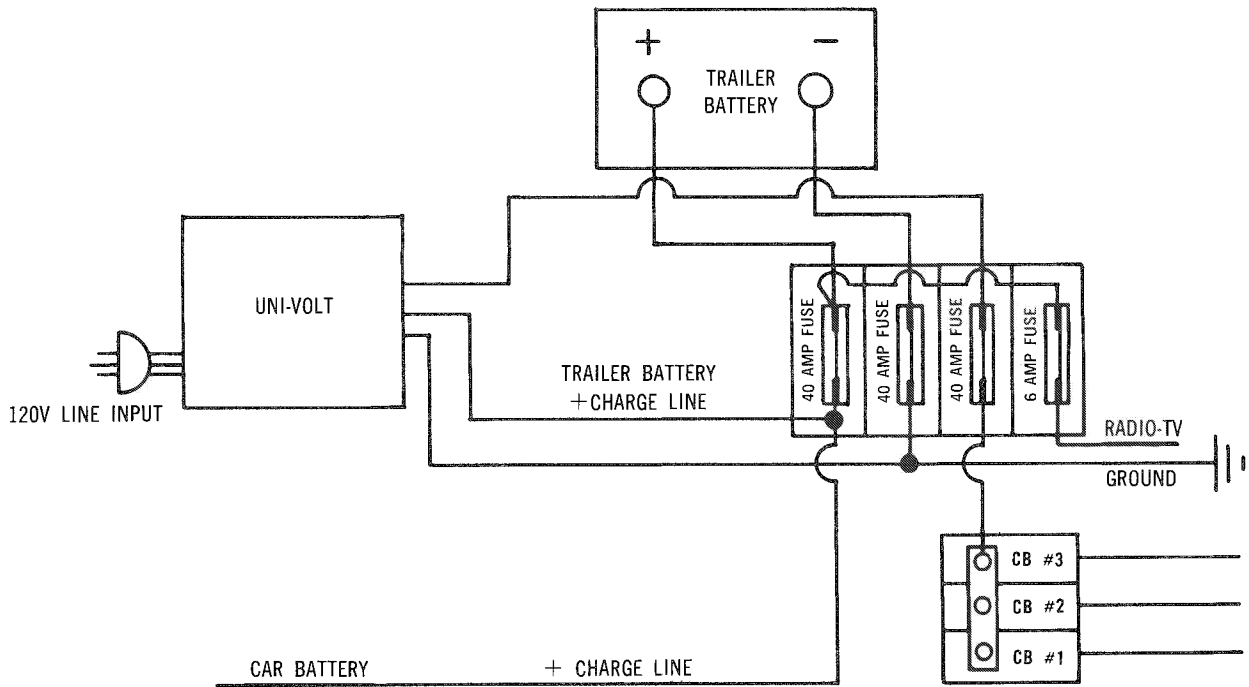 + −
TRAILER
BATTERY
UNI-VOLT
120V LINE INPUT
TRAILER BATTERY
+CHARGE LINE
40 AMP FUSE
40 AMP FUSE
40 AMP FUSE
6 AMP FUSE
RADIO-TV
GROUND
CB #3
CB #2
CB #1
CAR BATTERY + CHARGE LINE